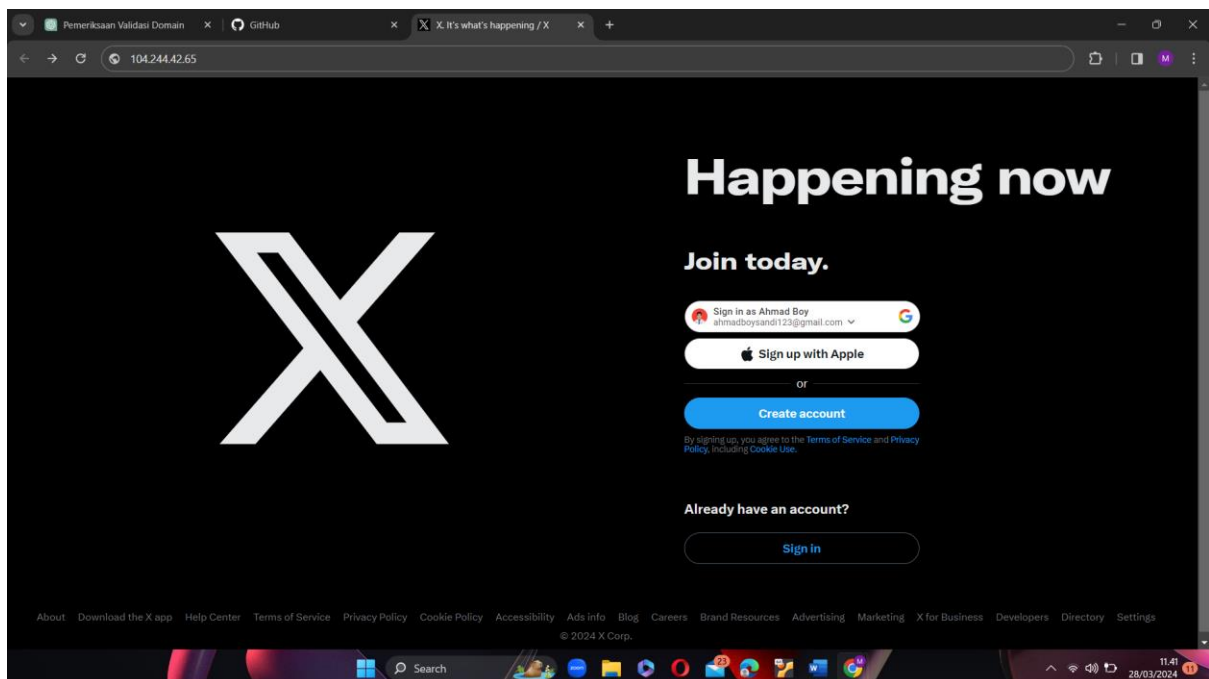 Pemeriksaan Validasi Domain
GitHub
X. It's what's happening / X
104.244.42.65
M
Happening now
Join today.
Sign in as Ahmad Boy
ahmadboysandi123@gmail.com
Sign up with Apple
or
Create account
By signing up, you agree to the Terms of Service and Privacy
Policy, including Cookie Use.
Already have an account?
Sign in
About Download the X app Help Center Terms of Service Privacy Policy Cookie Policy Accessibility Ads info Blog Careers Brand Resources Advertising Marketing X for Business Developers Directory Settings
© 2024 X Corp.
Search
zoom
23
11.41
28/03/2024
11